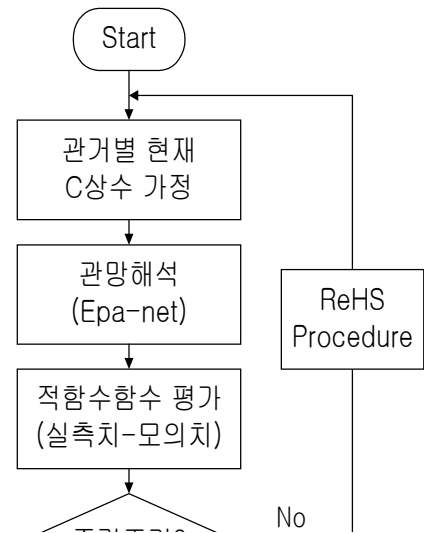 Start
관거별 현재
C상수 가정
관망해석
(Epa-net)
ReHS
Procedure
적함수함수 평가
(실측치-모의치)
No